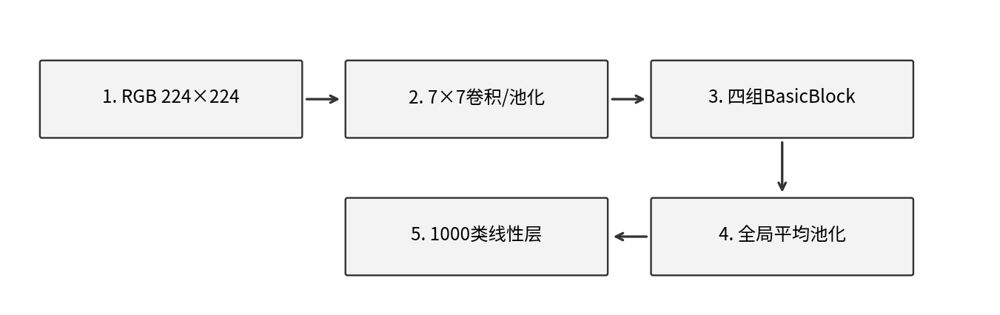 1. RGB 224×224
2. 7×7卷积/池化
3. 四组BasicBlock
4. 全局平均池化
5. 1000类线性层